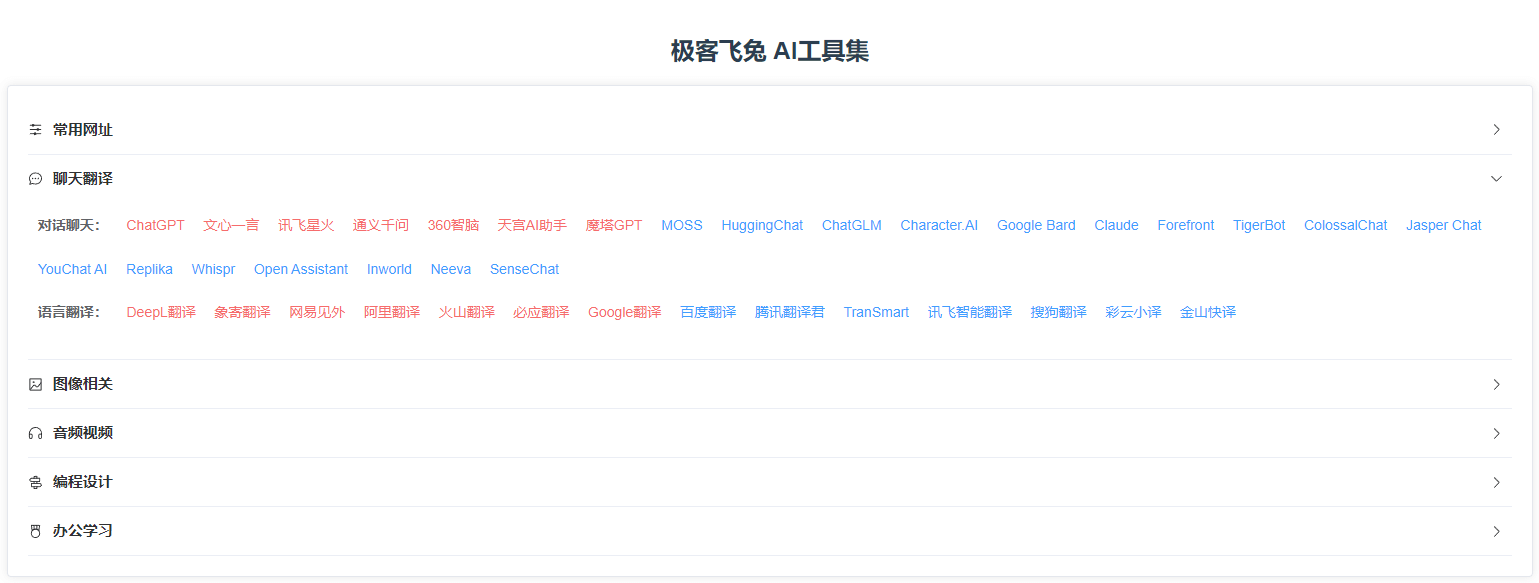 极客飞兔 AI工具集
常用网址
聊天翻译
对话聊天： ChatGPT 文心一言 讯飞星火 通义千问 360智脑 天宫AI助手 魔塔GPT MOSS HuggingChat ChatGLM Character.AI Google Bard Claude Forefront TigerBot ColossalChat Jasper Chat
YouChat AI Replika Whispr Open Assistant Inworld Neeva SenseChat
语言翻译： DeepL翻译 象寄翻译 网易见外 阿里翻译 火山翻译 必应翻译 Google翻译 百度翻译 腾讯翻译君 TranSmart 讯飞智能翻译 搜狗翻译 彩云小译 金山快译
图像相关
音频视频
编程设计
办公学习